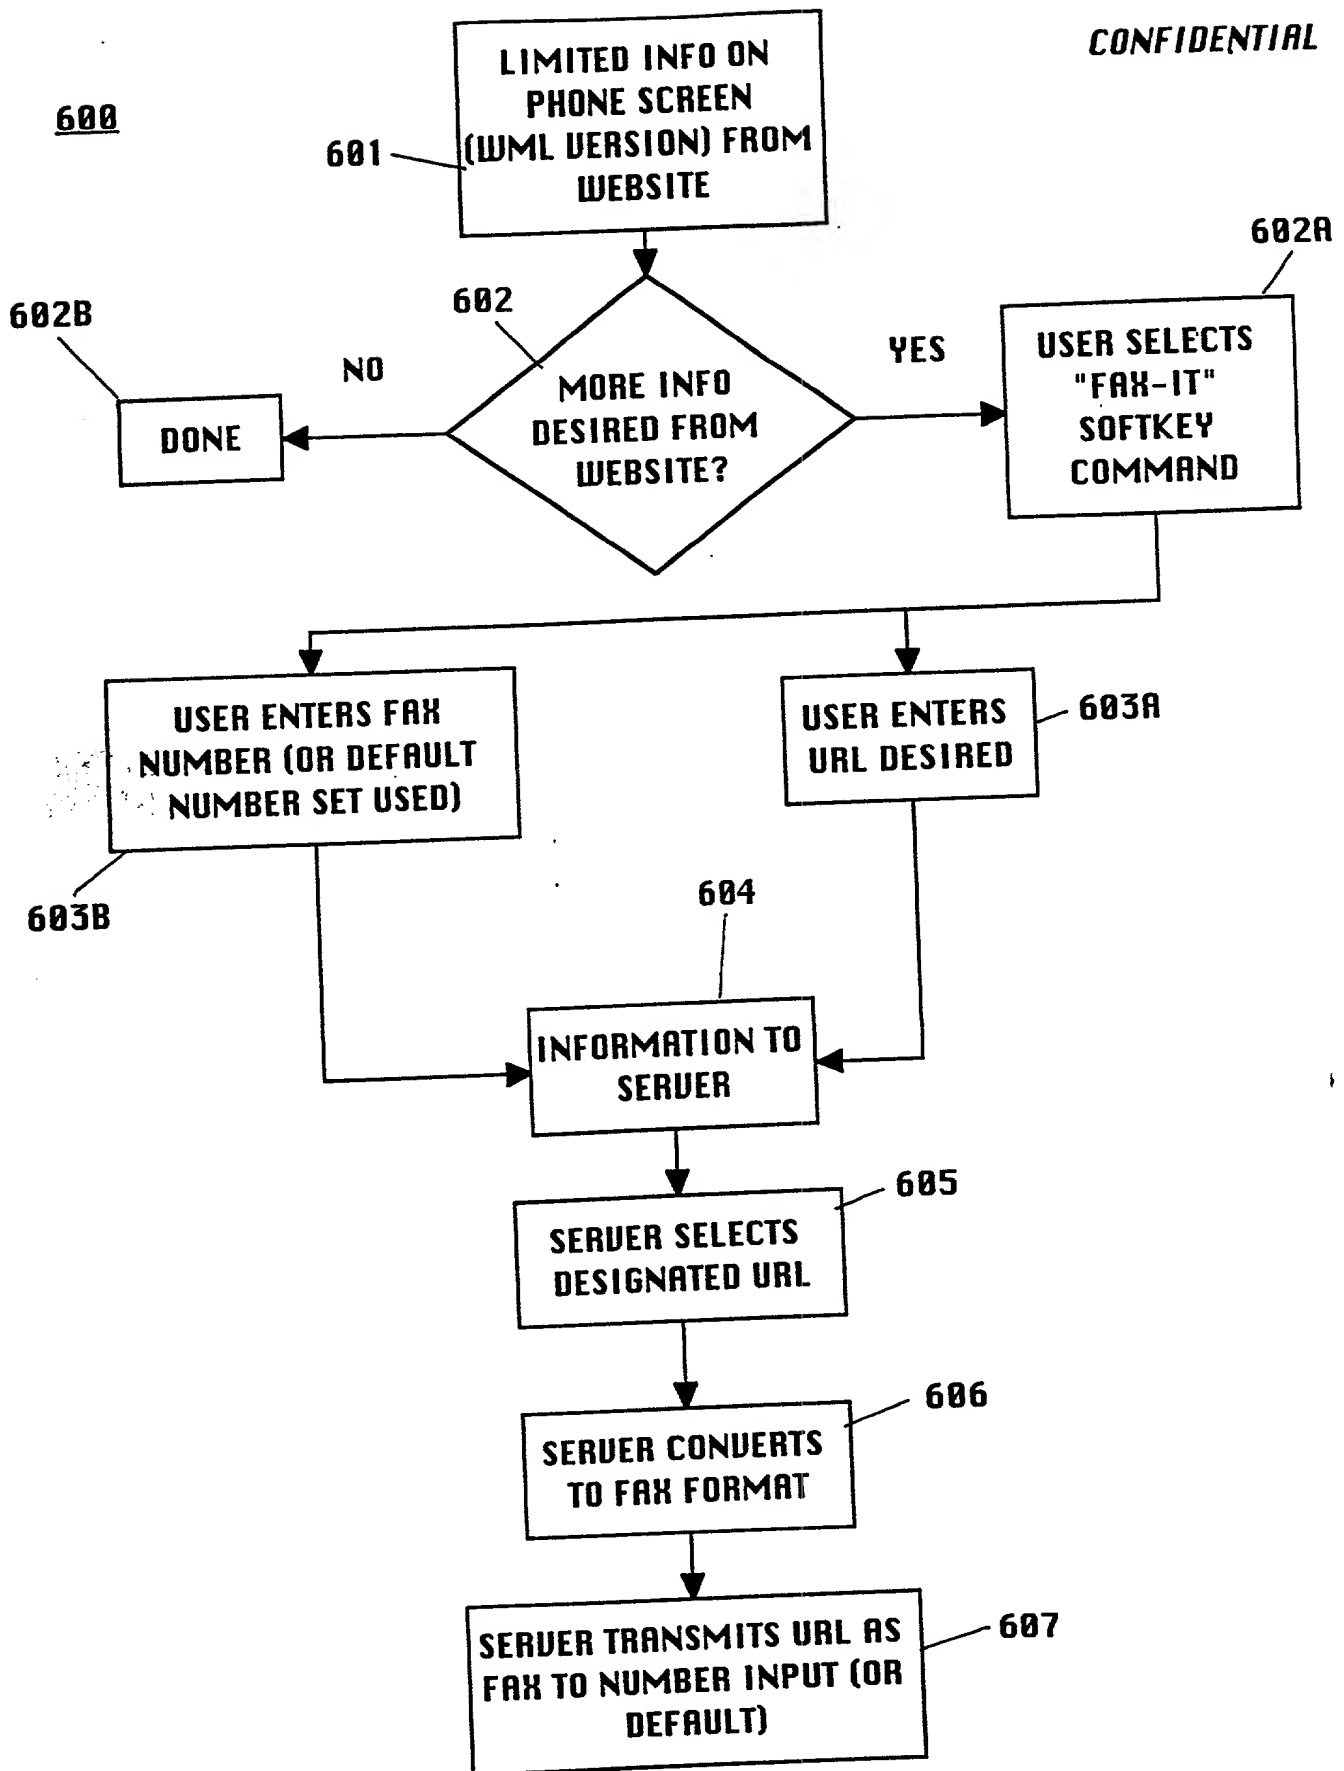 CONFIDENTIAL
600
LIMITED INFO ON
PHONE SCREEN
(WML VERSION) FROM
WEBSITE
601
602A
602B
602
NO
YES
MORE INFO
DESIRED FROM
WEBSITE?
DONE
USER SELECTS
"FAX-IT"
SOFTKEY
COMMAND
USER ENTERS FAX
NUMBER (OR DEFAULT
NUMBER SET USED)
603B
USER ENTERS
URL DESIRED
603A
604
INFORMATION TO
SERVER
605
SERVER SELECTS
DESIGNATED URL
606
SERVER CONVERTS
TO FAX FORMAT
607
SERVER TRANSMITS URL AS
FAX TO NUMBER INPUT (OR
DEFAULT)